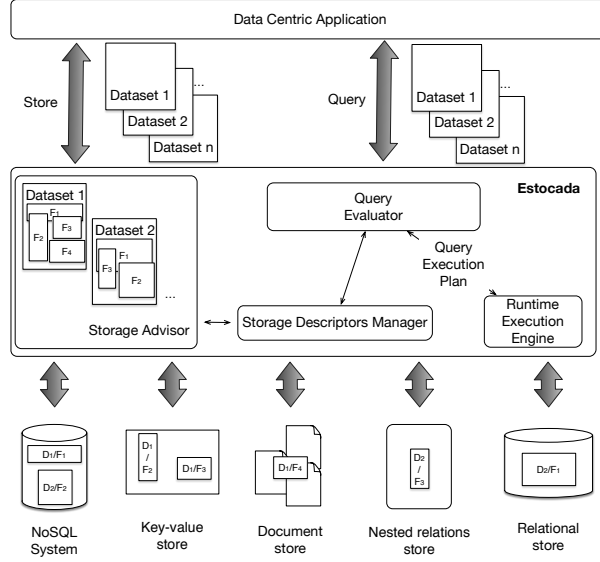 Data Centric Application
Store
Dataset 1
...
Dataset 2
Dataset n
Query
Dataset 1
...
Dataset 2
Dataset n
Estocada
Dataset 1
F1
F2
F3
F4
Dataset 2
F1
F3
F2
...
Storage Advisor
Query
Evaluator
Query
Execution
Plan
Storage Descriptors Manager
Runtime
Execution
Engine
D1/F1
D2/F2
NoSQL
System
D1
/
F2
D1/F3
Key-value
store
D1/F4
Document
store
D2
/
F3
Nested relations
store
D2/F1
Relational
store